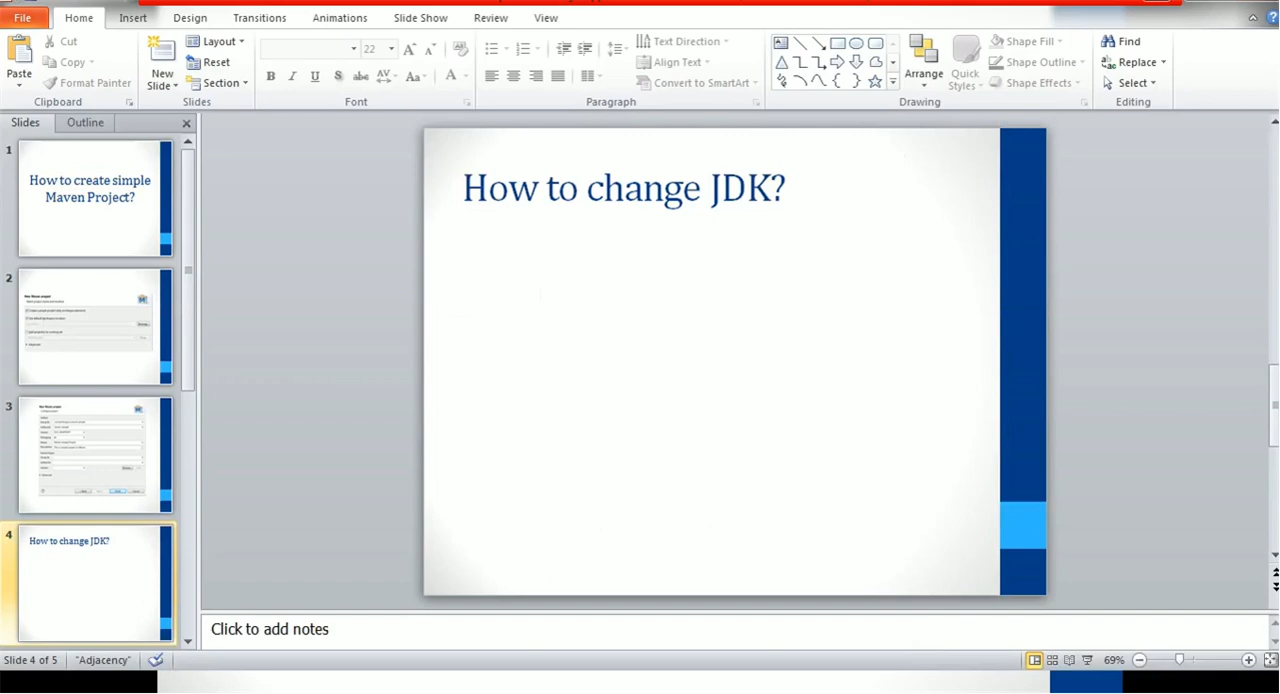 File Home Insert Design Transitions Animations Slide Show Review View
Paste
Cut
Copy
Format Painter
Clipboard
New
Slide
Layout
Reset
Section
Slides
22
B I U S abc AV Aa A
Font
Text Direction
Align Text
Convert to SmartArt
Paragraph
Arrange
Quick
Styles
Shape Fill
Shape Outline
Shape Effects
Drawing
Find
Replace
Select
Editing
Slides Outline
1
How to create simple
Maven Project?
2
3
4
How to change JDK?
How to change JDK?
Click to add notes
Slide 4 of 5 "Adjacency" 69%